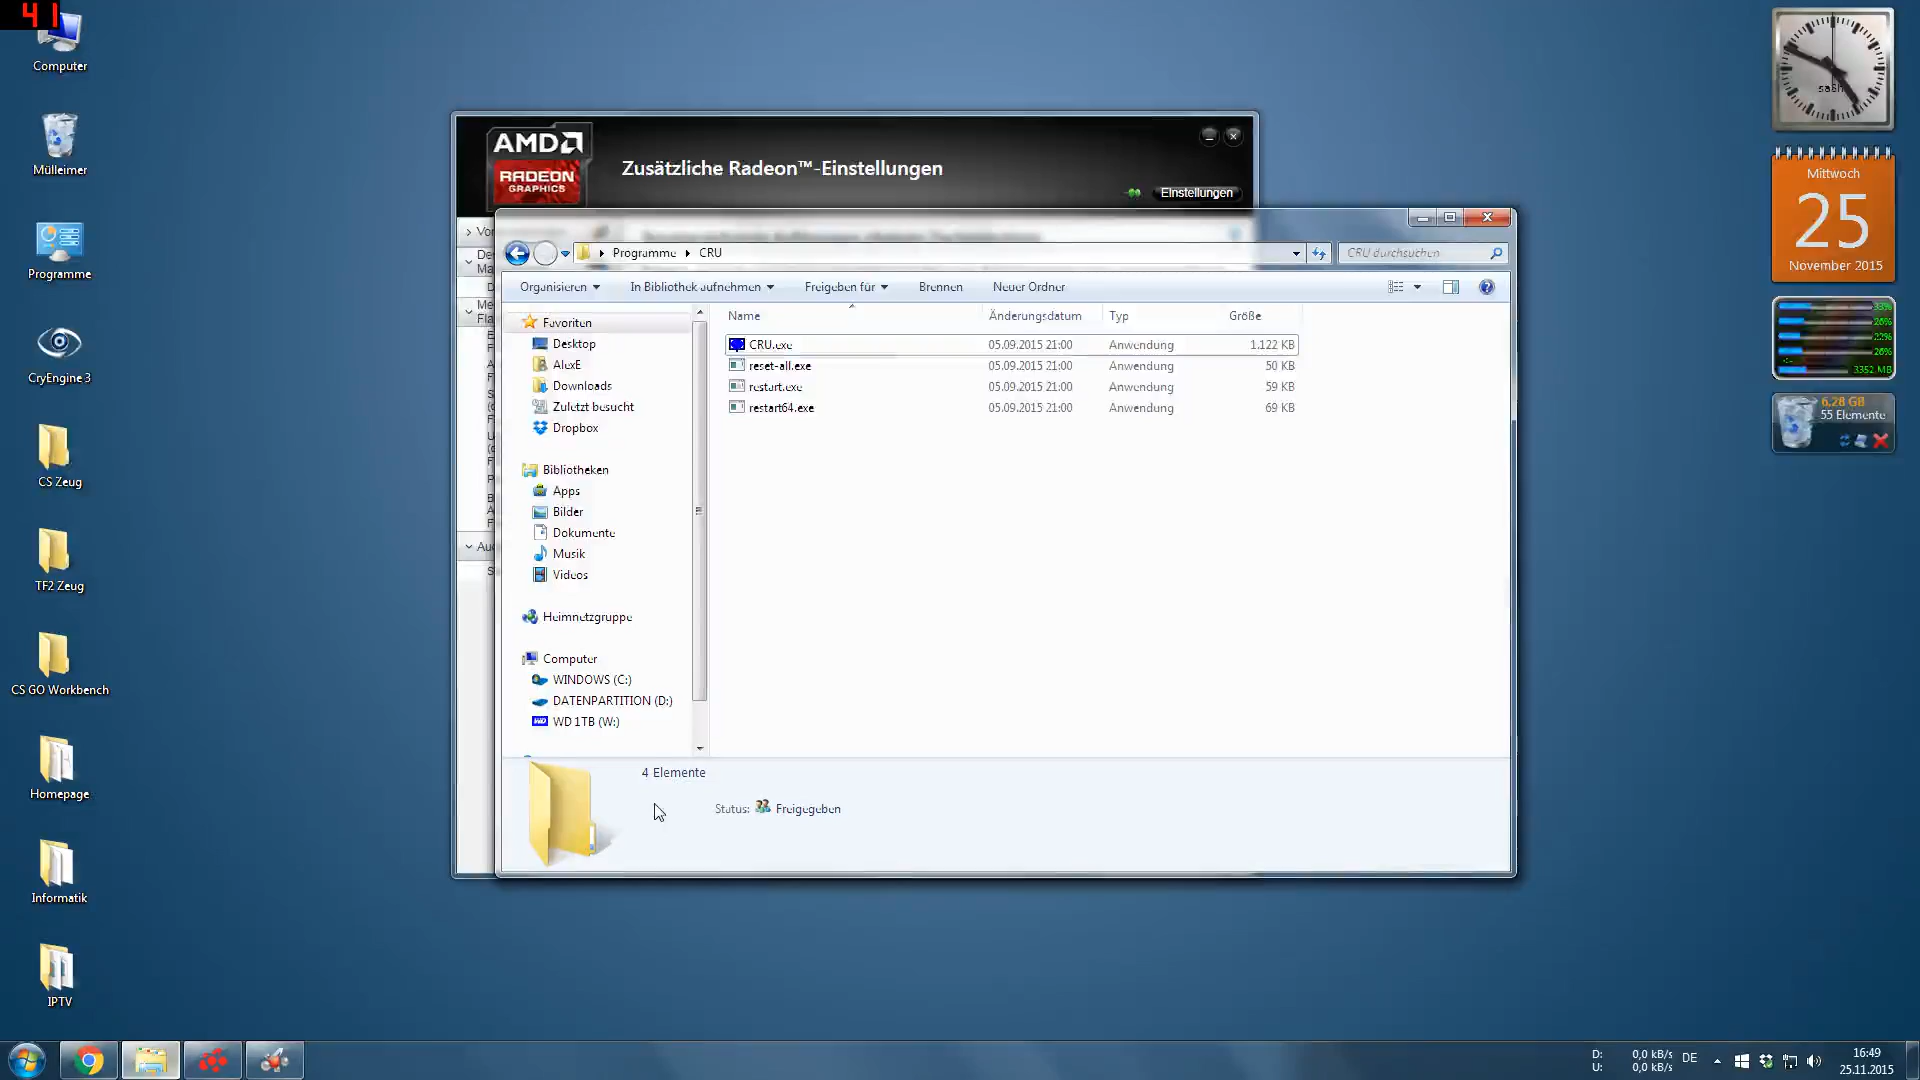 41
Computer
Mülleimer
Programme
CryEngine 3
CS Zeug
TF2 Zeug
CS GO Workbench
Homepage
Informatik
IPTV
AMD
RADEON
GRAPHICS
Zusätzliche Radeon™-Einstellungen
Einstellungen
Programme CRU
CRU durchsuchen
Organisieren In Bibliothek aufnehmen Freigeben für Brennen Neuer Ordner
Name Änderungsdatum Typ Größe
CRU.exe 05.09.2015 21:00 Anwendung 1.122 KB
reset-all.exe 05.09.2015 21:00 Anwendung 50 KB
restart.exe 05.09.2015 21:00 Anwendung 59 KB
restart64.exe 05.09.2015 21:00 Anwendung 69 KB
Favoriten
Desktop
AlexE
Downloads
Zuletzt besucht
Dropbox
Bibliotheken
Apps
Bilder
Dokumente
Musik
Videos
Heimnetzgruppe
Computer
WINDOWS (C:)
DATENPARTITION (D:)
WD 1TB (W:)
4 Elemente
Status: Freigegeben
Mittwoch
25
November 2015
33%
26%
22%
26%
3352 MB
6,28 GB
55 Elemente
D: 0,0 kB/s
U: 0,0 kB/s
DE
16:49
25.11.2015